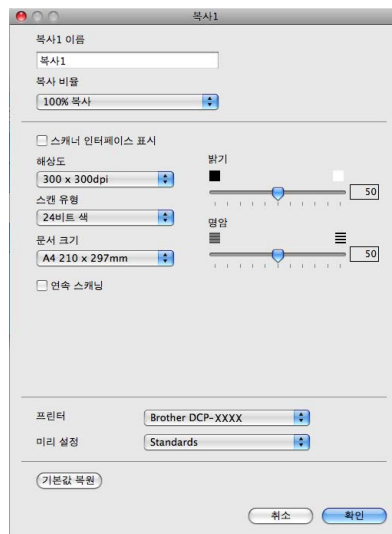 복사1
복사1 이름
복사1
복사 비율
100% 복사
스캐너 인터페이스 표시
해상도
300 x 300dpi
스캔 유형
24비트 색
문서 크기
A4 210 x 297mm
연속 스캐닝
밝기
50
명암
50
프린터
Brother DCP-XXXX
미리 설정
Standards
기본값 복원
취소
확인